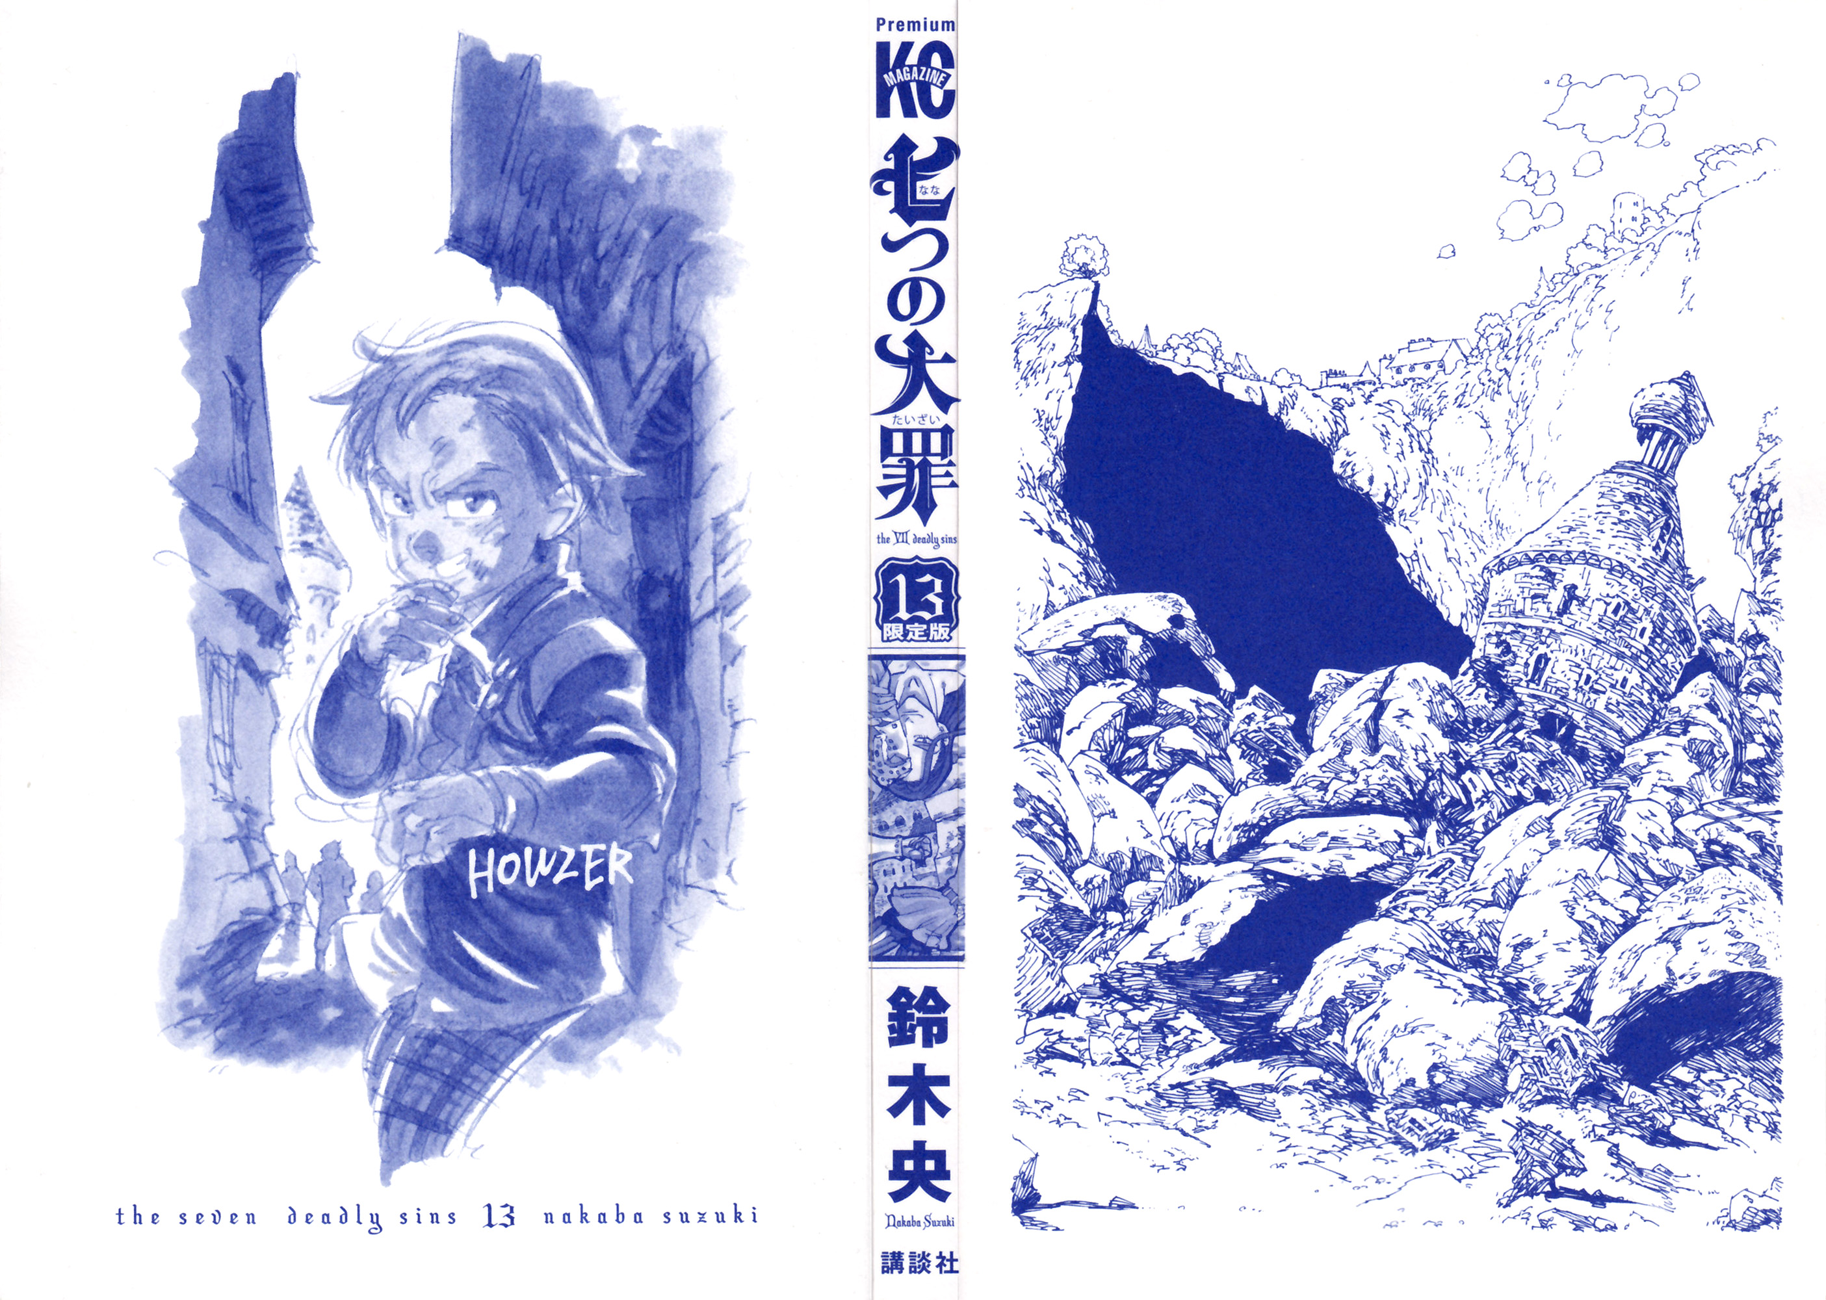 HOWZER
the seven deadly sins 13 nakaba suzuki
Premium
KC
MAGAZINE
七つの大罪
なな
たいざい
the VII deadly sins
13
限定版
鈴木央
Nakaba Suzuki
講談社